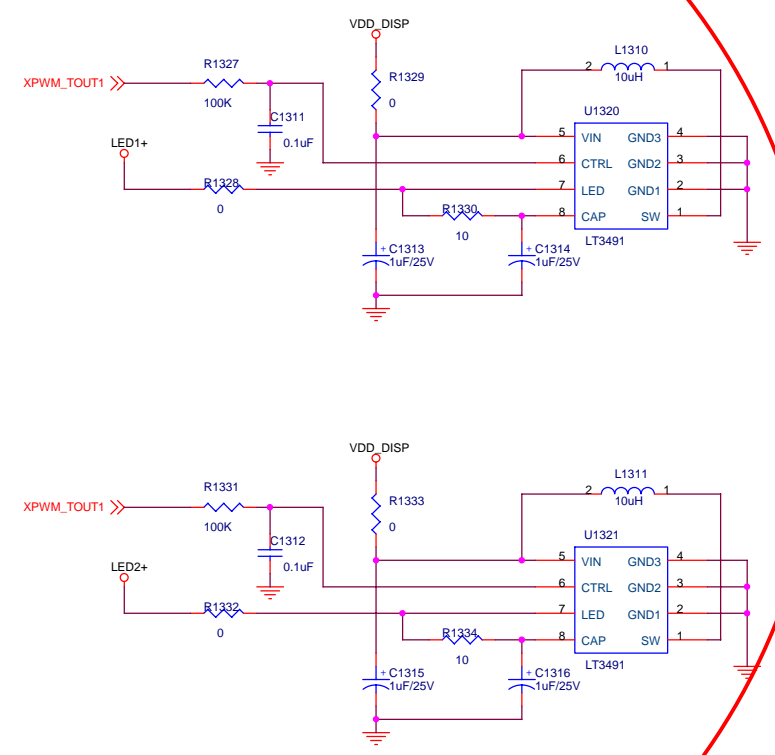 VDD_DISP
L1310
2 1
10uH
R1327
XPWM_TOUT1
100K
R1329
0
C1311
0.1uF
U1320
5 VIN GND3 4
6 CTRL GND2 3
7 LED GND1 2
8 CAP SW 1
LT3491
LED1+
R1328
0
R1330
10
+ C1313
1uF/25V
+ C1314
1uF/25V
VDD_DISP
L1311
2 1
10uH
R1331
XPWM_TOUT1
100K
R1333
0
C1312
0.1uF
U1321
5 VIN GND3 4
6 CTRL GND2 3
7 LED GND1 2
8 CAP SW 1
LT3491
LED2+
R1332
0
R1334
10
+ C1315
1uF/25V
+ C1316
1uF/25V